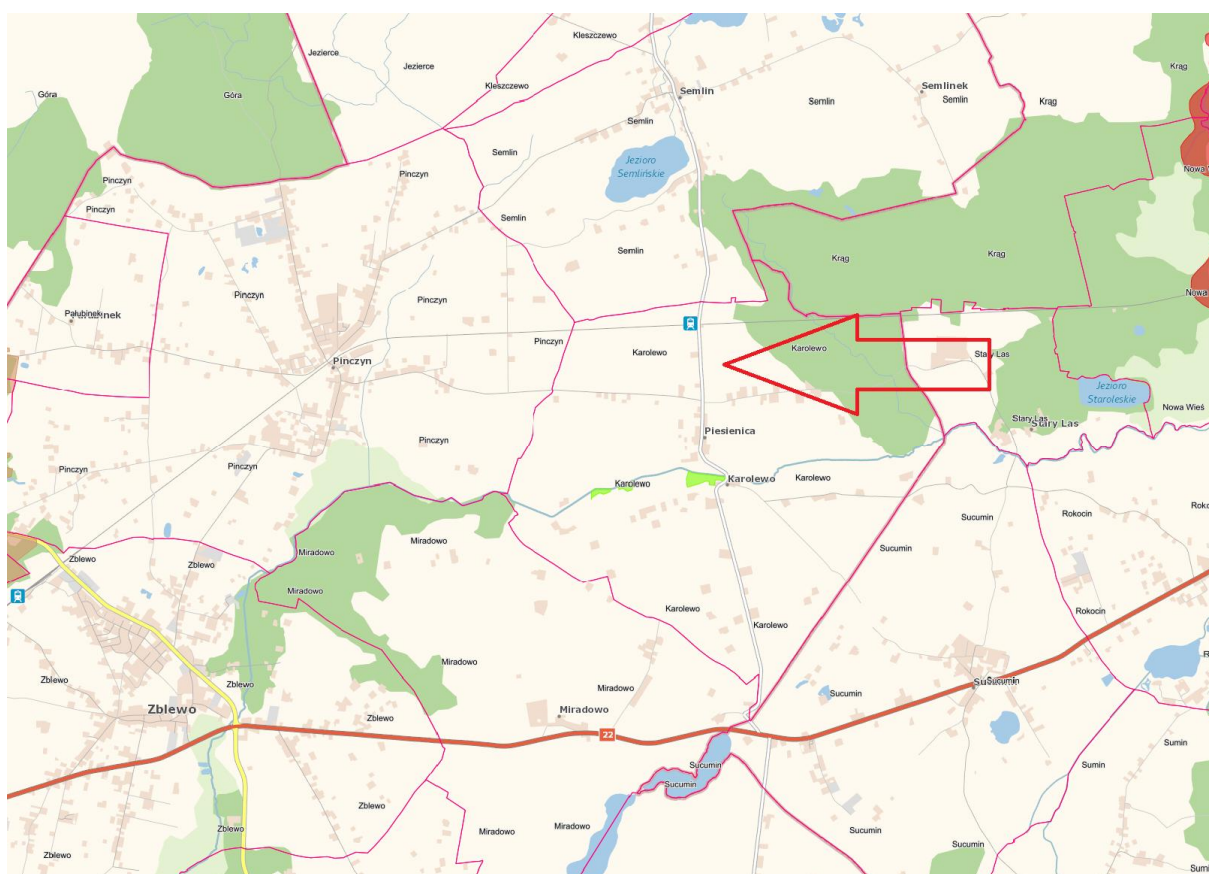 Kleszczewo
Jezierce
Jezierce
Kleszczewo
Semlin
Semlinek
Semlin
Semlin
Krąg
Krąg
Góra
Góra
Semlin
Semlin
Jezioro
Semlińskie
Pinczyn
Pinczyn
Pinczyn
Semlin
Semlin
Krąg
Krąg
Pinczyn
Pinczyn
Pałubinek
Pinczyn
Karolewo
Karolewo
Stary Las
Pinczyn
Jezioro
Staroleskie
Nowa Wieś
Stary Las
Stary Las
Piesienica
Pinczyn
Pinczyn
Pinczyn
Karolewo
Karolewo
Karolewo
Rokocin
Sucumin
Miradowo
Miradowo
Sucumin
Zblewo
Zblewo
Miradowo
Karolewo
Karolewo
Rokocin
Miradowo
Zblewo
Zblewo
Miradowo
Sucumin
Sucumin
Zblewo
Zblewo
Miradowo
22
Sucumin
Sucumin
Sumin
Sumin
Zblewo
Zblewo
Miradowo
Miradowo
Sucumin
Zblewo
Sucumin